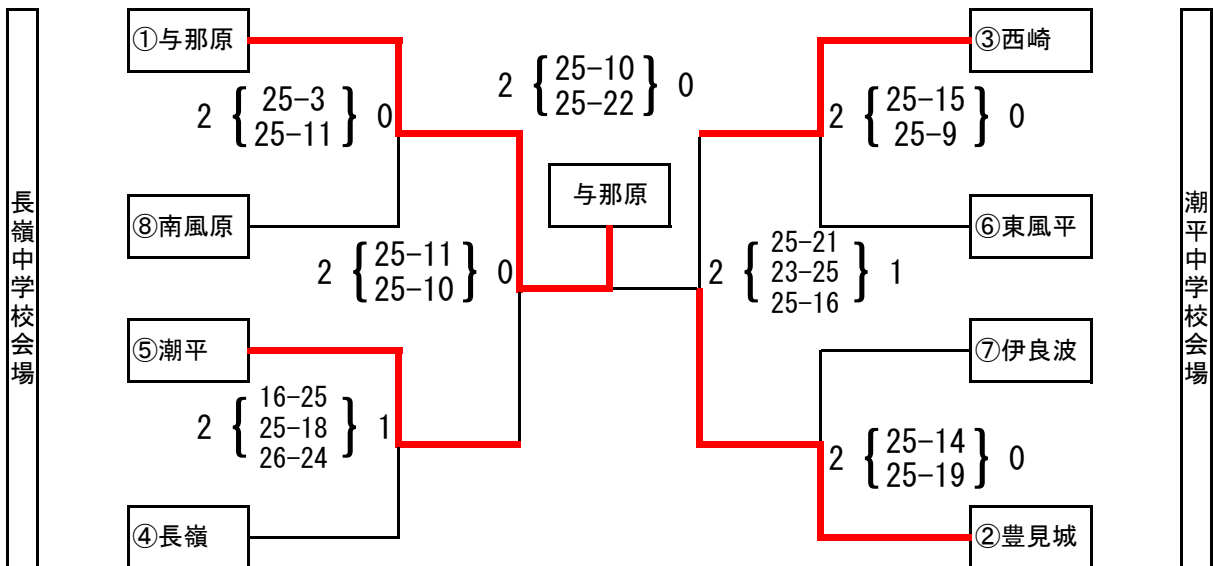 長嶺中学校会場
①与那原
2 { 25-3 } 0
25-11
⑧南風原
2 { 25-11 } 0
25-10
⑤潮平
2 { 16-25 } 1
25-18
26-24
④長嶺
2 { 25-10 } 0
25-22
与那原
③西崎
2 { 25-15 } 0
25-9
⑥東風平
2 { 25-21 } 1
23-25
25-16
⑦伊良波
2 { 25-14 } 0
25-19
②豊見城
潮平中学校会場